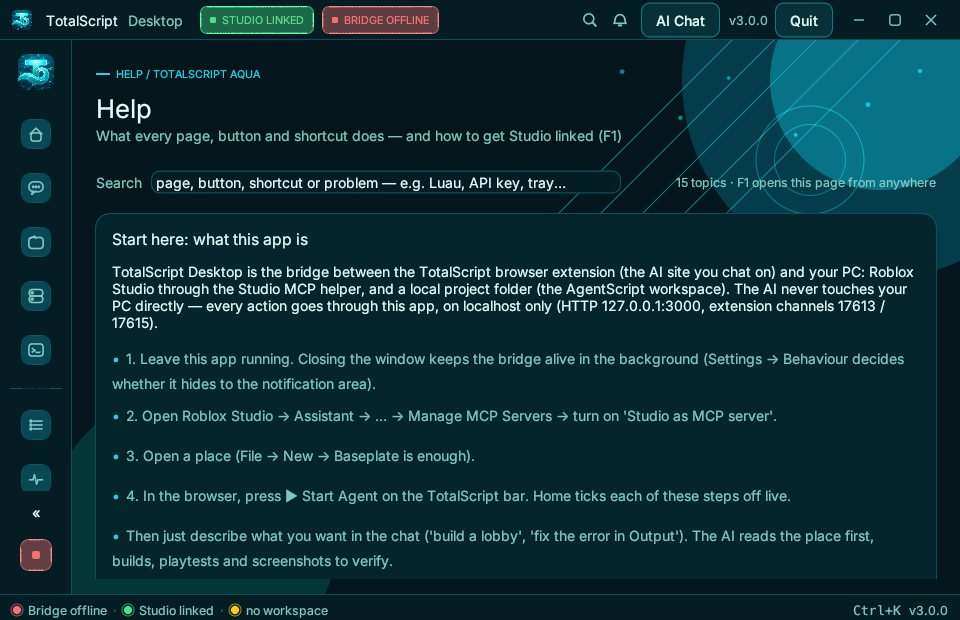 TotalScript Desktop STUDIO LINKED BRIDGE OFFLINE AI Chat v3.0.0 Quit
HELP / TOTALSCRIPT AQUA
Help
What every page, button and shortcut does — and how to get Studio linked (F1)
Search page, button, shortcut or problem — e.g. Luau, API key, tray... 15 topics · F1 opens this page from anywhere
Start here: what this app is
TotalScript Desktop is the bridge between the TotalScript browser extension (the AI site you chat on) and your PC: Roblox
Studio through the Studio MCP helper, and a local project folder (the AgentScript workspace). The AI never touches your
PC directly — every action goes through this app, on localhost only (HTTP 127.0.0.1:3000, extension channels 17613 /
17615).
• 1. Leave this app running. Closing the window keeps the bridge alive in the background (Settings → Behaviour decides
whether it hides to the notification area).
• 2. Open Roblox Studio → Assistant → ... → Manage MCP Servers → turn on 'Studio as MCP server'.
• 3. Open a place (File → New → Baseplate is enough).
• 4. In the browser, press ▶ Start Agent on the TotalScript bar. Home ticks each of these steps off live.
• Then just describe what you want in the chat ('build a lobby', 'fix the error in Output'). The AI reads the place first,
builds, playtests and screenshots to verify.
«
Bridge offline · Studio linked · no workspace Ctrl+K v3.0.0